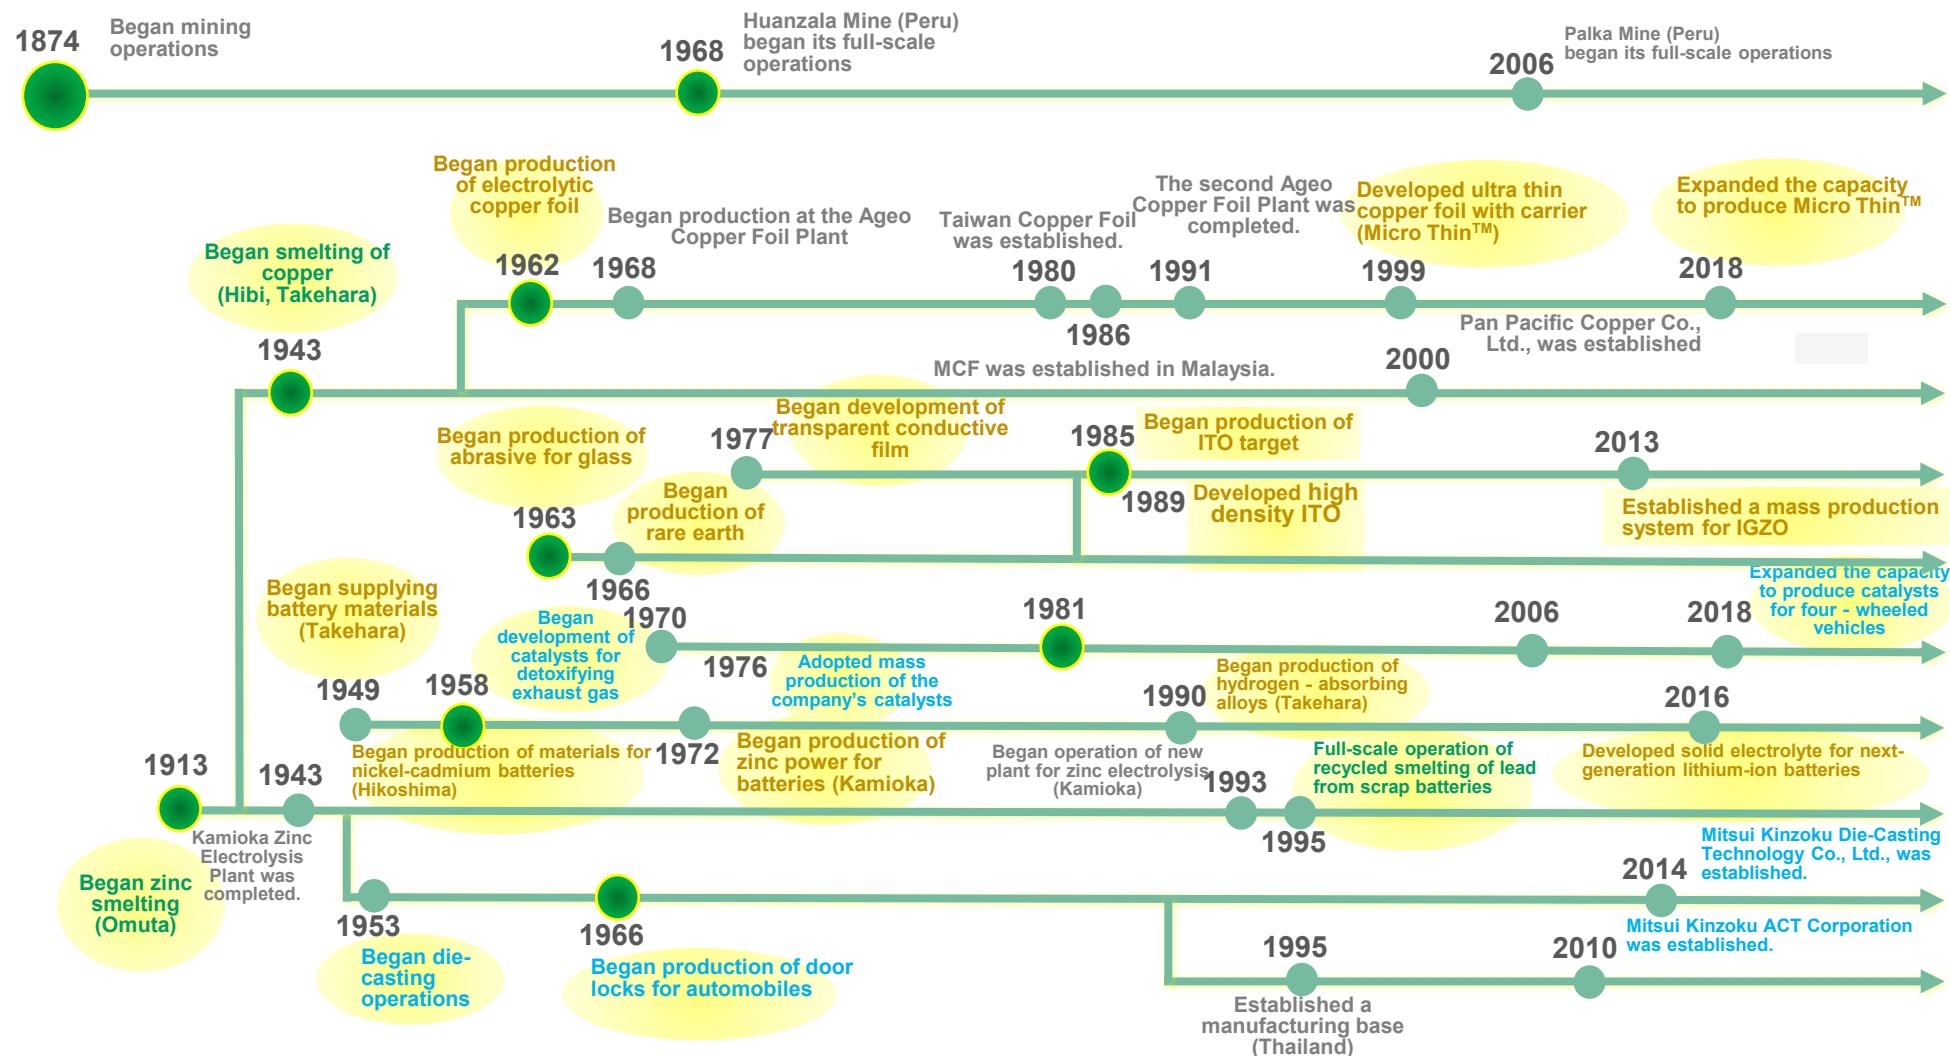 1874
Began mining
operations
1968
Huanzala Mine (Peru)
began its full-scale
operations
2006
Palka Mine (Peru)
began its full-scale operations
Began smelting of
copper
(Hibi, Takehara)
1943
Began production
of electrolytic
copper foil
1962
1968
Began production at the Ageo
Copper Foil Plant
Taiwan Copper Foil
was established.
1980
1986
MCF was established in Malaysia.
The second Ageo
Copper Foil Plant was
completed.
1991
Developed ultra thin
copper foil with carrier
(Micro Thin™)
1999
Expanded the capacity
to produce Micro Thin™
2018
Pan Pacific Copper Co.,
Ltd., was established
2000
Began production of
abrasive for glass
1963
Began
production of
rare earth
1966
1977
Began development of
transparent conductive
film
1985
Began production of
ITO target
1989
Developed high
density ITO
2013
Established a mass production
system for IGZO
Began supplying
battery materials
(Takehara)
1949
1958
Began production of materials for
nickel-cadmium batteries
(Hikoshima)
Began
development of
catalysts for
detoxifying
exhaust gas
1970
1976
Adopted mass
production of the
company's catalysts
1981
2006
2018
Expanded the capacity
to produce catalysts
for four - wheeled
vehicles
1972
Began production of
zinc power for
batteries (Kamioka)
1990
Began production of
hydrogen - absorbing
alloys (Takehara)
2016
Developed solid electrolyte for next-
generation lithium-ion batteries
1913
Began zinc
smelting
(Omuta)
1943
Kamioka Zinc
Electrolysis
Plant was
completed.
Began operation of new
plant for zinc electrolysis
(Kamioka)
1993
1995
Full-scale operation of
recycled smelting of lead
from scrap batteries
1953
Began die-
casting
operations
1966
Began production of door
locks for automobiles
2014
Mitsui Kinzoku Die-Casting
Technology Co., Ltd., was
established.
1995
Established a
manufacturing base
(Thailand)
2010
Mitsui Kinzoku ACT Corporation
was established.